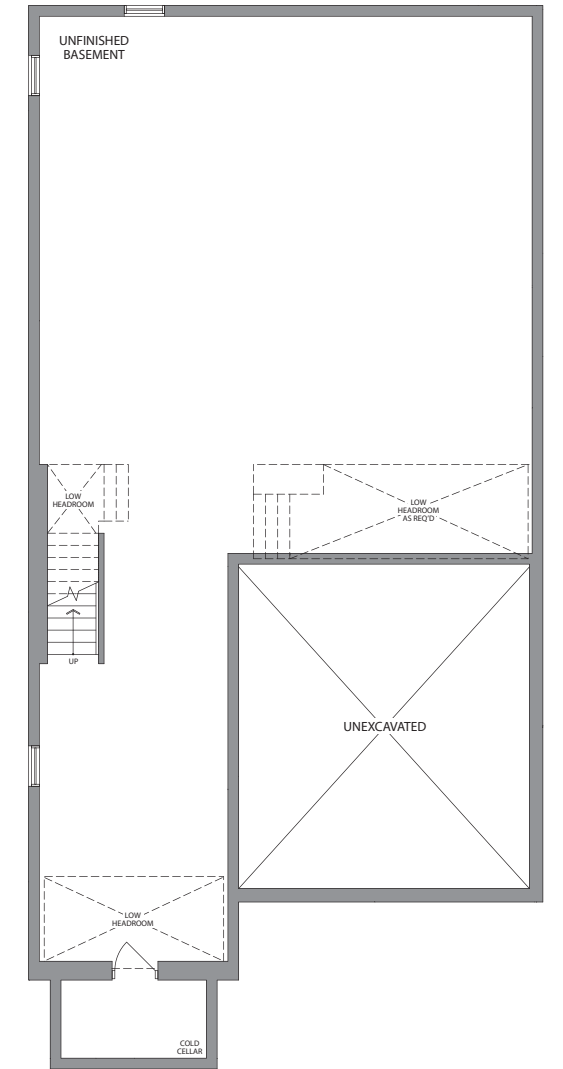 UNFINISHED
BASEMENT
LOW
HEADROOM
LOW
HEADROOM
AS REQ'D
UP
UNEXCAVATED
LOW
HEADROOM
COLD
CELLAR